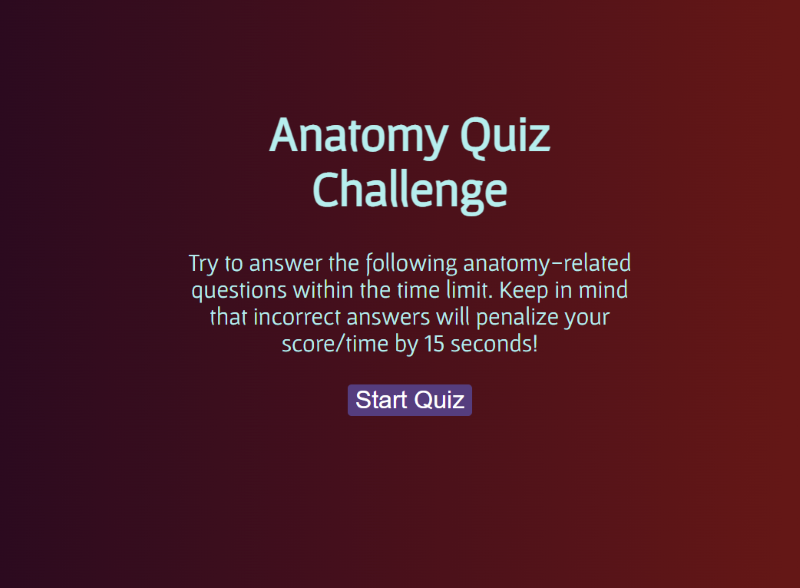 Anatomy Quiz
Challenge
Try to answer the following anatomy-related
questions within the time limit. Keep in mind
that incorrect answers will penalize your
score/time by 15 seconds!
Start Quiz